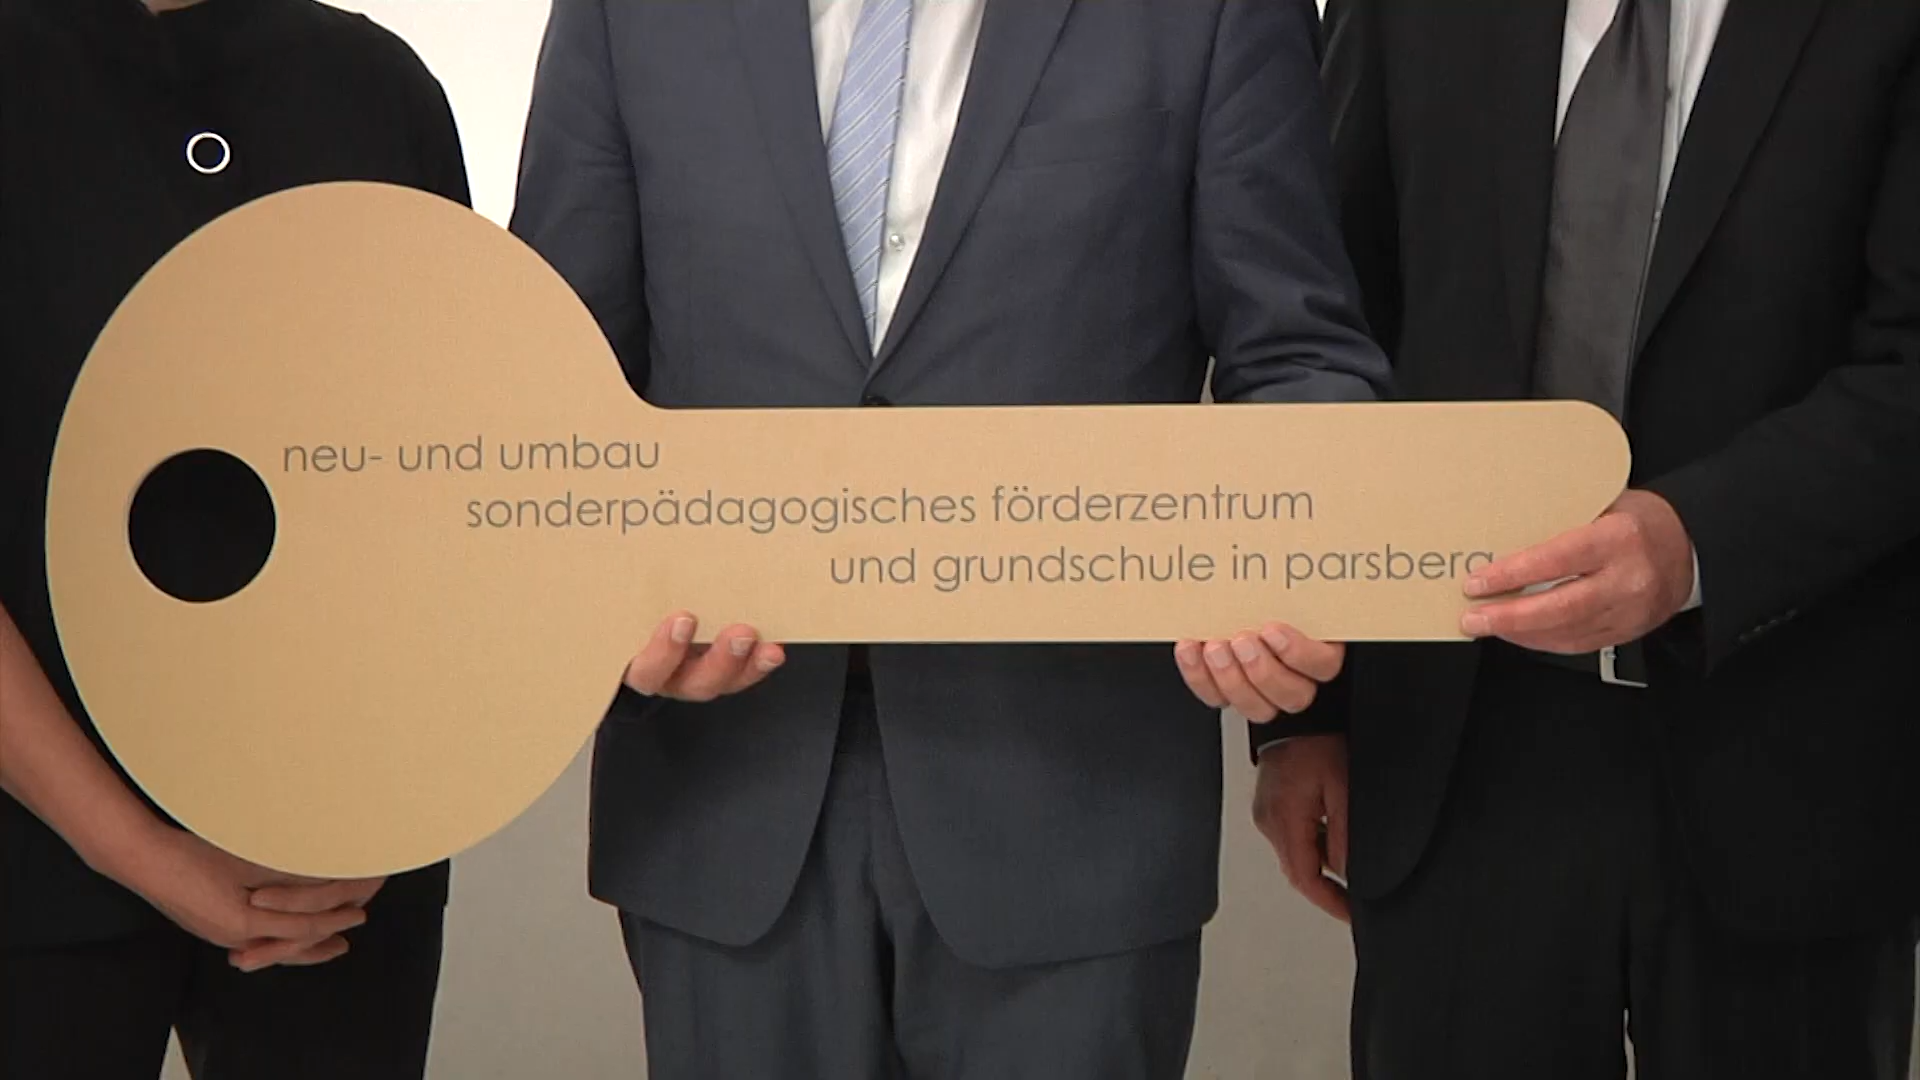 neu- und umbau
sonderpädagogisches förderzentrum
und grundschule in parsberg